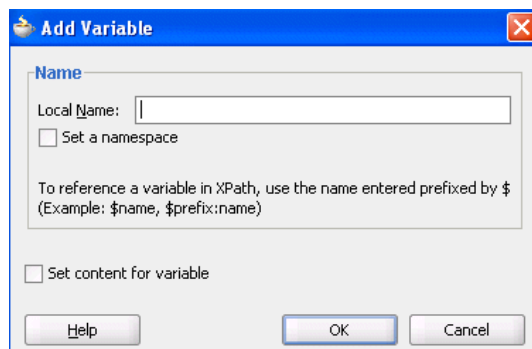 Add Variable
Name
Local Name:
Set a namespace
To reference a variable in XPath, use the name entered prefixed by $
(Example: $name, $prefix:name)
Set content for variable
Help OK Cancel